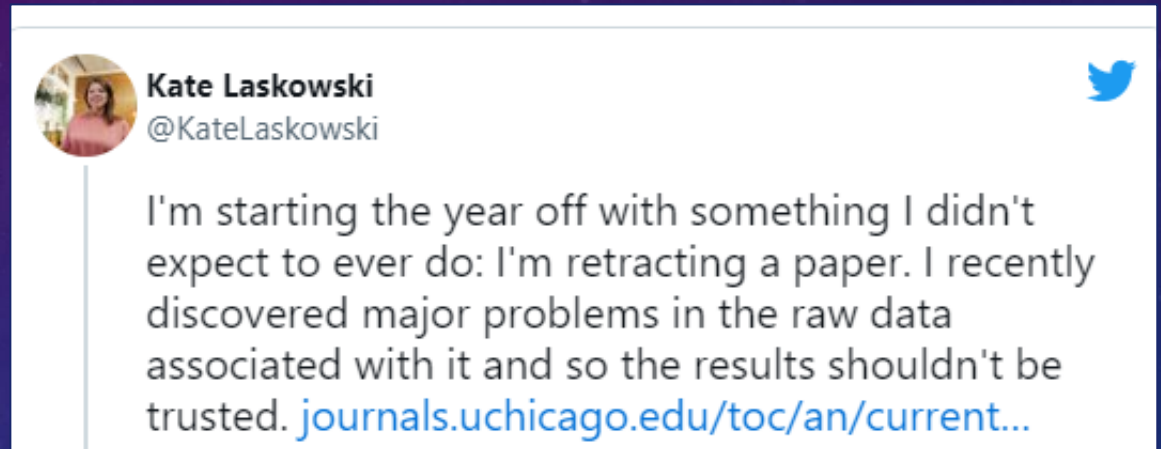 Kate Laskowski
@KateLaskowski
I'm starting the year off with something I didn't
expect to ever do: I'm retracting a paper. I recently
discovered major problems in the raw data
associated with it and so the results shouldn't be
trusted. journals.uchicago.edu/toc/an/current...